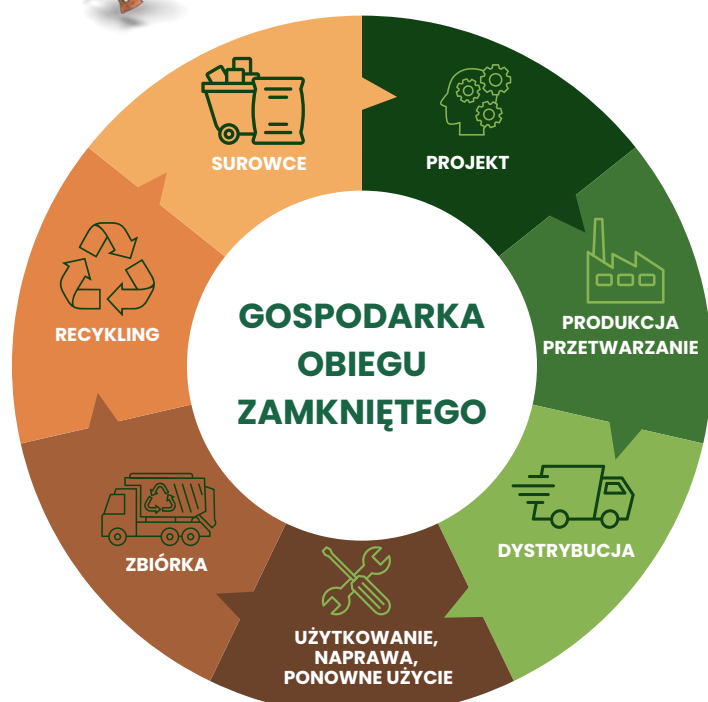 GOSPODARKA
OBIEGU
ZAMKNIĘTEGO
PROJEKT
PRODUKCJA
PRZETWARZANIE
DYSTRYBUCJA
UŻYTKOWANIE,
NAPRAWA,
PONOWNE UŻYCIE
ZBIÓRKA
RECYKLING
SUROWCE